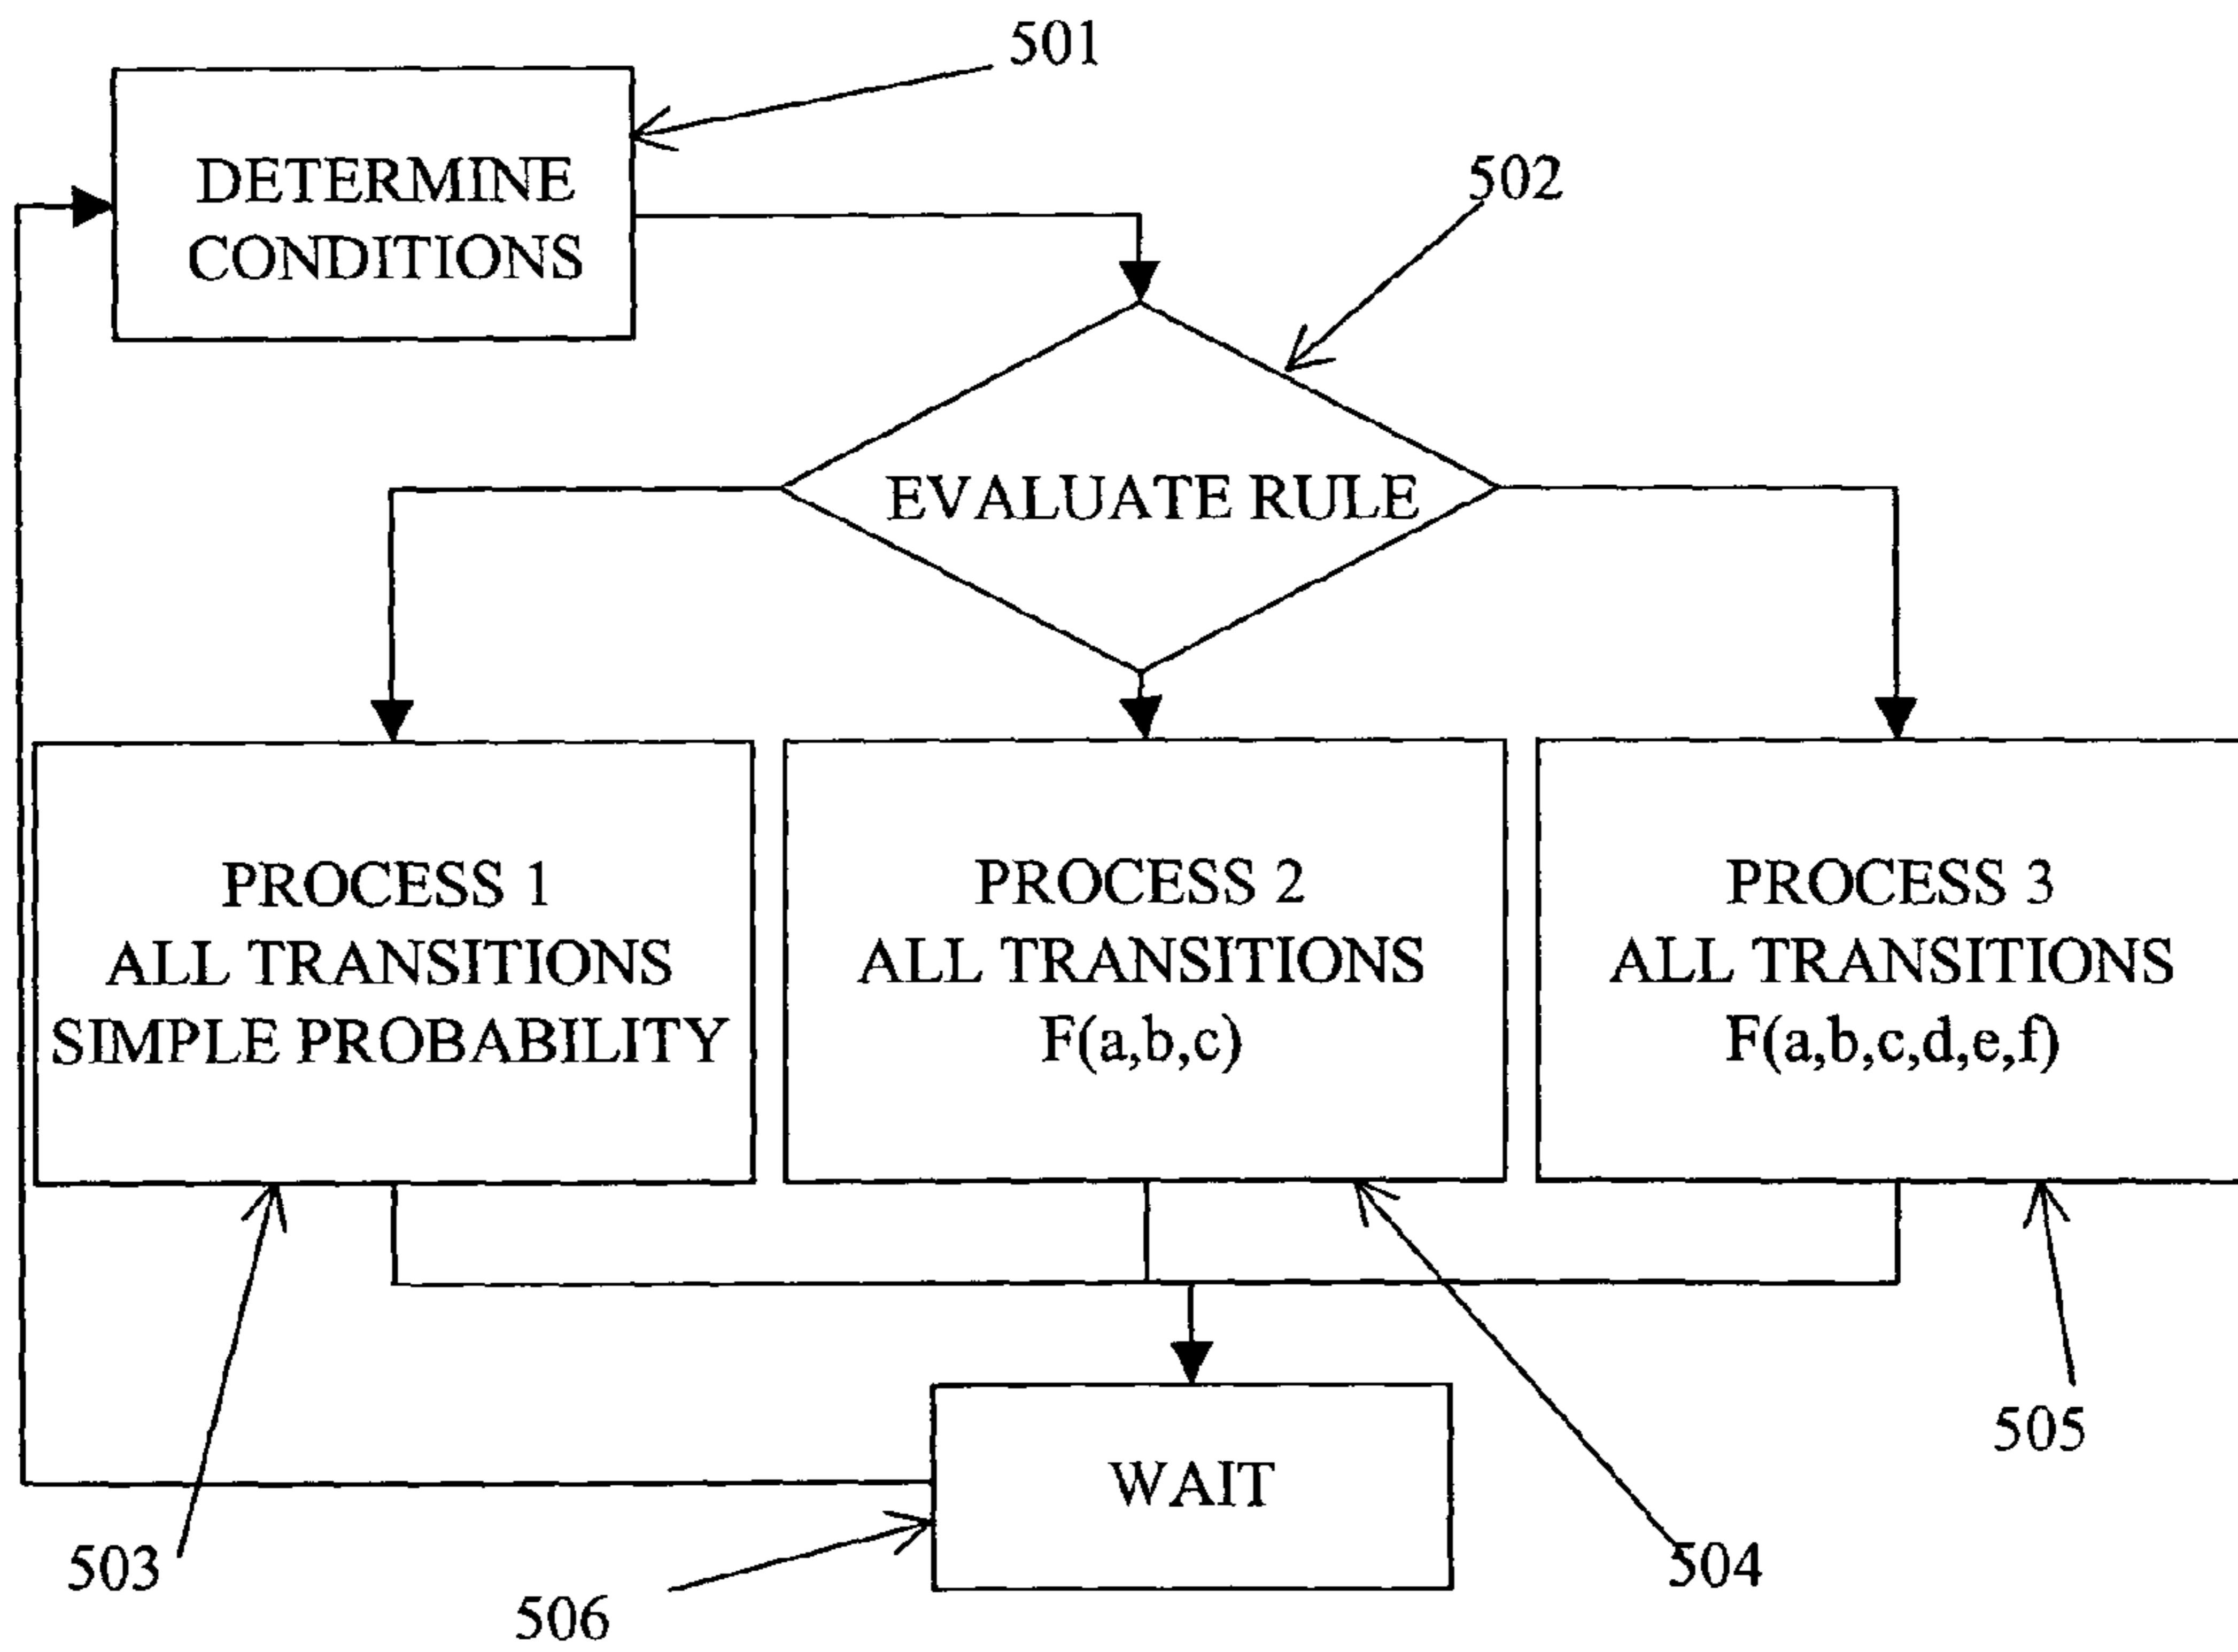 501
DETERMINE
CONDITIONS
502
EVALUATE RULE
PROCESS 1
ALL TRANSITIONS
SIMPLE PROBABILITY
PROCESS 2
ALL TRANSITIONS
F(a,b,c)
PROCESS 3
ALL TRANSITIONS
F(a,b,c,d,e,f)
505
WAIT
503
504
506